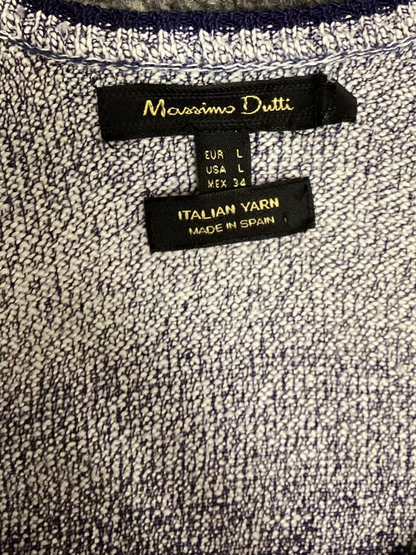 Massimo Dutti
EUR L
USA L
MEX 34
ITALIAN YARN
MADE IN SPAIN